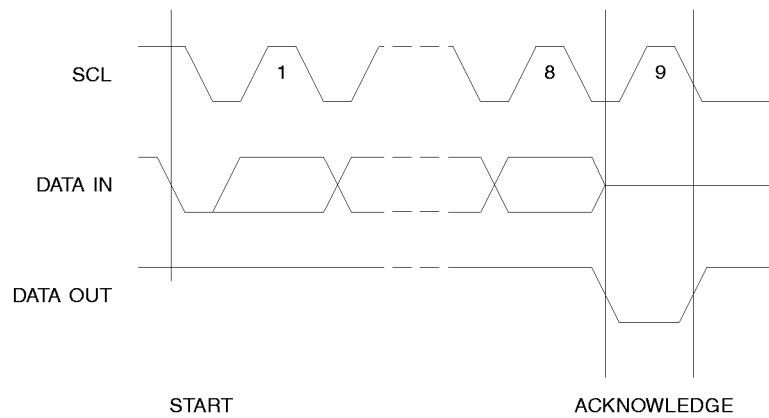 SCL 1 8 9
DATA IN
DATA OUT
START ACKNOWLEDGE